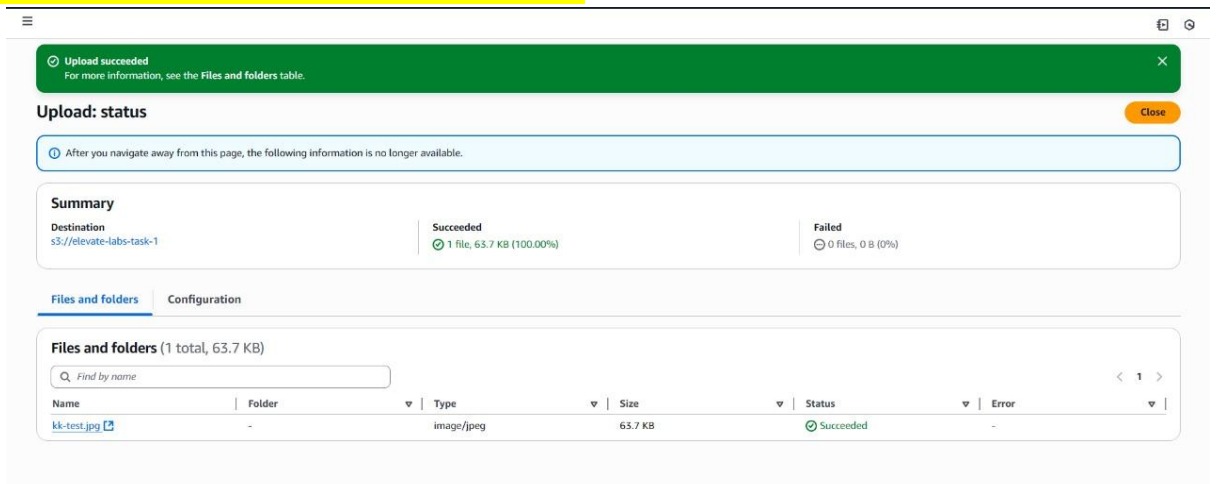 Upload succeeded
For more information, see the Files and folders table.
Upload: status
Close
After you navigate away from this page, the following information is no longer available.
Summary
Destination
s3://elevate-labs-task-1
Succeeded
1 file, 63.7 KB (100.00%)
Failed
0 files, 0 B (0%)
Files and folders
Configuration
Files and folders (1 total, 63.7 KB)
Find by name
1
Name Folder Type Size Status Error
kk-test.jpg - image/jpeg 63.7 KB Succeeded -